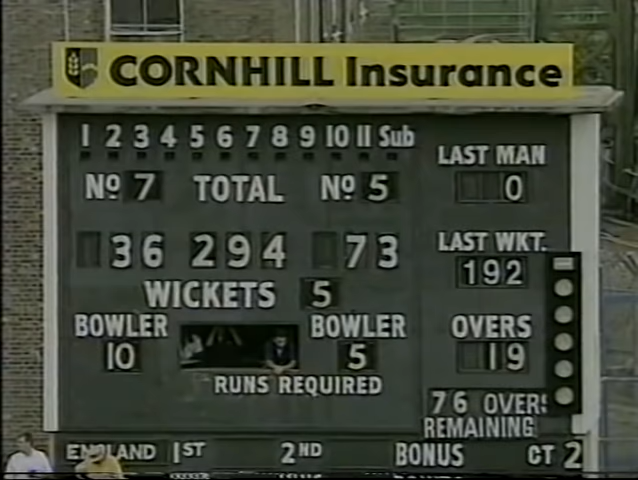 CORNHILL Insurance
1 2 3 4 5 6 7 8 9 10 11 Sub
LAST MAN
No 7 TOTAL No 5
0
36 294 73
LAST WKT.
192
WICKETS 5
BOWLER BOWLER
OVERS
10 5
19
RUNS REQUIRED
76 OVERS
REMAINING
ENGLAND 1ST 2ND BONUS CT 2